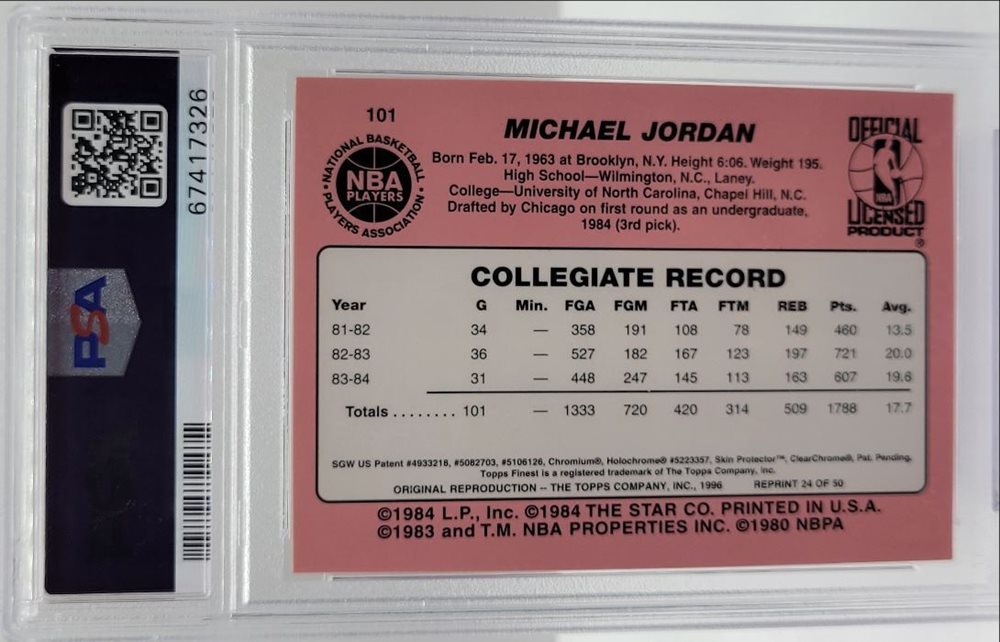 PSA
67417326
101
NATIONAL BASKETBALL
NBA
PLAYERS
PLAYERS ASSOCIATION
MICHAEL JORDAN
Born Feb. 17, 1963 at Brooklyn, N.Y. Height 6:06. Weight 195.
High School—Wilmington, N.C., Laney.
College—University of North Carolina, Chapel Hill, N.C.
Drafted by Chicago on first round as an undergraduate,
1984 (3rd pick).
OFFICIAL
NBA
LICENSED
PRODUCT
®
COLLEGIATE RECORD
Year G Min. FGA FGM FTA FTM REB Pts. Avg.
81-82 34 — 358 191 108 78 149 460 13.5
82-83 36 — 527 182 167 123 197 721 20.0
83-84 31 — 448 247 145 113 163 607 19.6
Totals ........ 101 — 1333 720 420 314 509 1788 17.7
SGW US Patent #4933218, #5082703, #5106126, Chromium®, Holochrome® #5223357, Skin Protector™, ClearChrome®, Pat. Pending.
Topps Finest is a registered trademark of The Topps Company, Inc.
ORIGINAL REPRODUCTION -- THE TOPPS COMPANY, INC., 1996 REPRINT 24 OF 50
©1984 L.P., Inc. ©1984 THE STAR CO. PRINTED IN U.S.A.
©1983 and T.M. NBA PROPERTIES INC. ©1980 NBPA